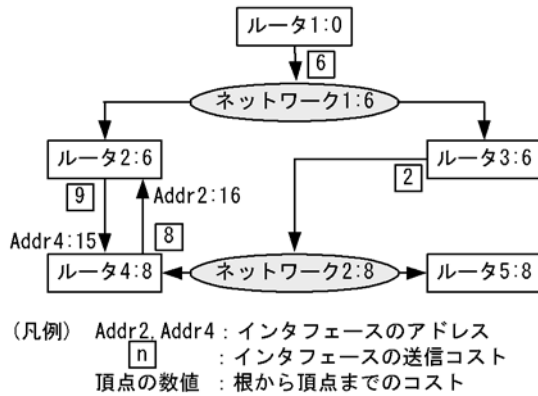 ルータ1:0
6
ネットワーク1:6
ルータ2:6
ルータ3:6
9
Addr2:16
2
Addr4:15
8
ルータ4:8
ネットワーク2:8
ルータ5:8
(凡例) Addr2, Addr4 : インタフェースのアドレス
n : インタフェースの送信コスト
頂点の数値 : 根から頂点までのコスト